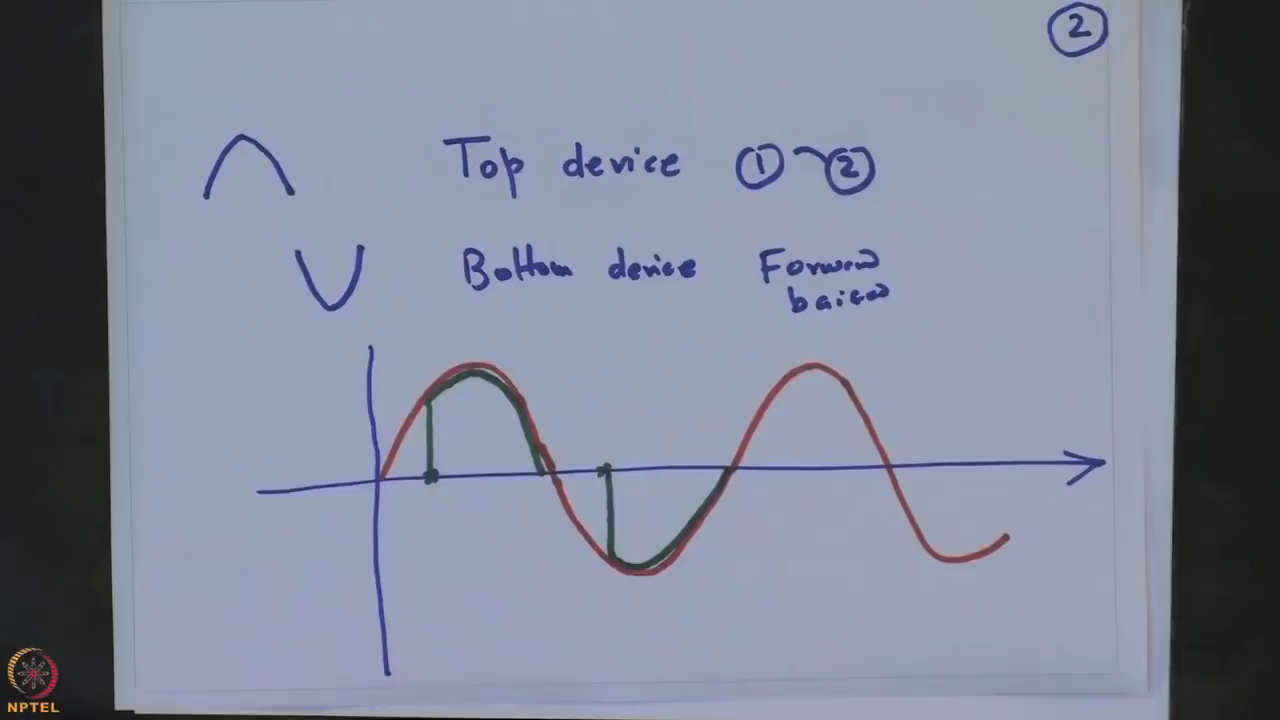 ②
Top device ① ②
Bottom device Forward
baised
NPTEL